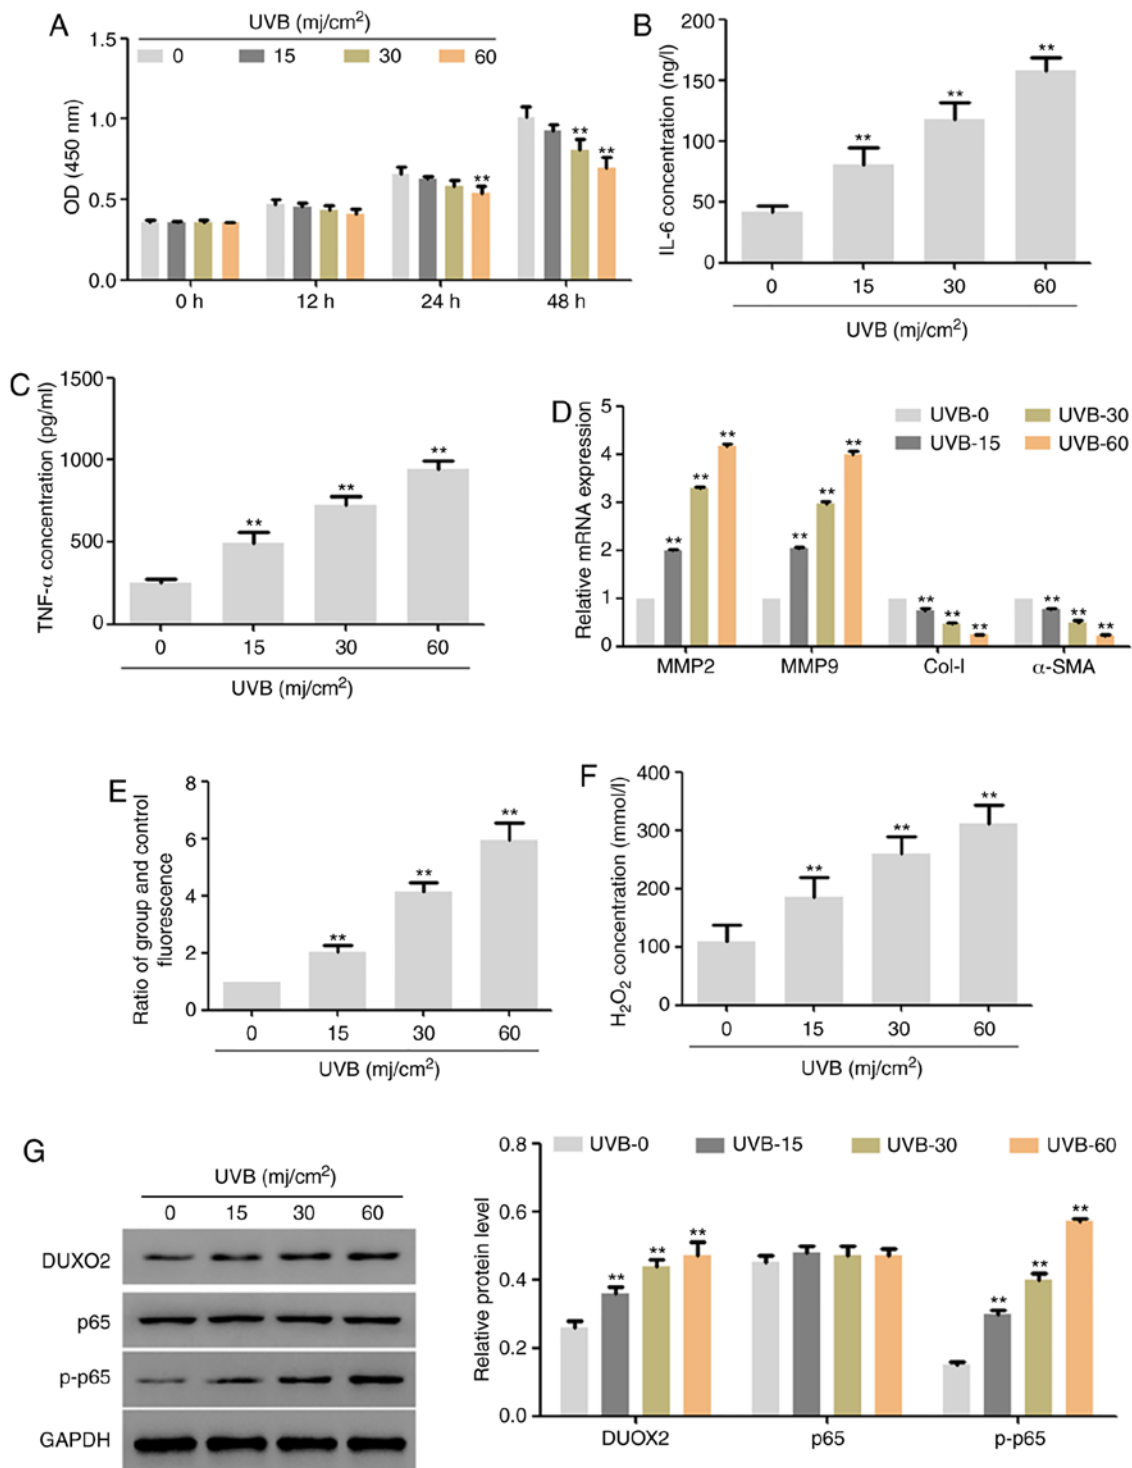 A
UVB (mj/cm²)
0 15 30 60
OD (450 nm)
1.5
1.0
0.5
0.0
** ** **
0 h 12 h 24 h 48 h
B
IL-6 concentration (ng/l)
200
150
100
50
0
** ** **
0 15 30 60
UVB (mj/cm²)
C
TNF-α concentration (pg/ml)
1500
1000
500
0
** ** **
0 15 30 60
UVB (mj/cm²)
D
Relative mRNA expression
UVB-0 UVB-30
UVB-15 UVB-60
5
4
3
2
1
0
** ** ** ** ** ** ** ** ** ** ** **
MMP2 MMP9 Col-I α-SMA
E
Ratio of group and control
fluorescence
8
6
4
2
0
** ** **
0 15 30 60
UVB (mj/cm²)
F
H₂O₂ concentration (mmol/l)
400
300
200
100
0
** ** **
0 15 30 60
UVB (mj/cm²)
G
UVB (mj/cm²)
0 15 30 60
DUXO2
p65
p-p65
GAPDH
UVB-0 UVB-15 UVB-30 UVB-60
Relative protein level
0.8
0.6
0.4
0.2
0.0
** ** ** ** ** **
DUOX2 p65 p-p65